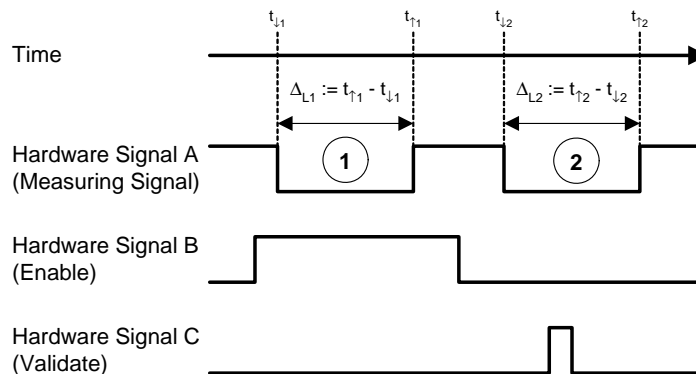 t↓1 t↑1 t↓2 t↑2
Time
ΔL1 := t↑1 - t↓1 ΔL2 := t↑2 - t↓2
Hardware Signal A
(Measuring Signal)
1 2
Hardware Signal B
(Enable)
Hardware Signal C
(Validate)